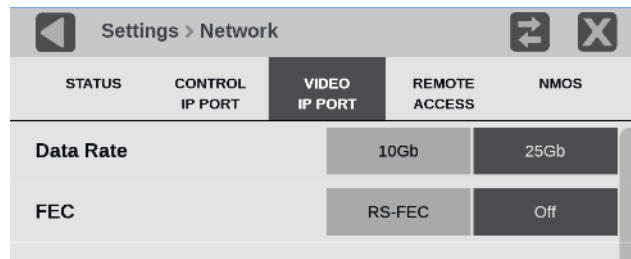 Settings > Network
STATUS
CONTROL
IP PORT
VIDEO
IP PORT
REMOTE
ACCESS
NMOS
Data Rate
10Gb
25Gb
FEC
RS-FEC
Off